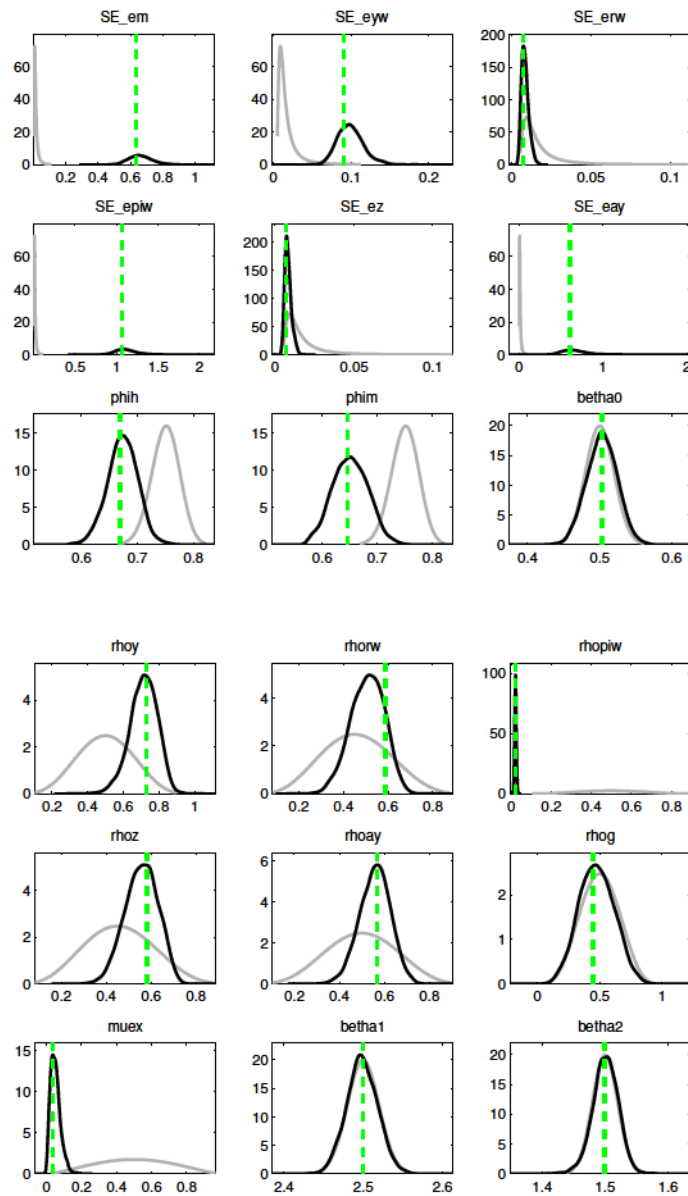 SE_em SE_eyw SE_erw
60 60 200
40 40 150
20 20 100
0 0 50
0
0.2 0.4 0.6 0.8 1 0 0.1 0.2 0 0.05 0.1
SE_epiw SE_ez SE_eay
60 200 60
40 150 40
20 100 20
0 50 0
0
0.5 1 1.5 2 0 0.05 0.1 0 1 2
phih phim betha0
15 15 20
10 10 15
5 5 10
0 0 5
0
0.6 0.7 0.8 0.6 0.7 0.8 0.4 0.5 0.6
rhoy rhorw rhopiw
4 4 100
2 2 50
0 0 0
0.2 0.4 0.6 0.8 1 0.2 0.4 0.6 0.8 0 0.2 0.4 0.6 0.8
rhoz rhoay rhog
4 6 2
2 4 1
0 2 0
0
0.2 0.4 0.6 0.8 0.2 0.4 0.6 0.8 0 0.5 1
muex betha1 betha2
15 20 20
10 15 15
5 10 10
0 5 5
0 0
0 0.2 0.4 0.6 0.8 2.4 2.5 2.6 1.4 1.5 1.6